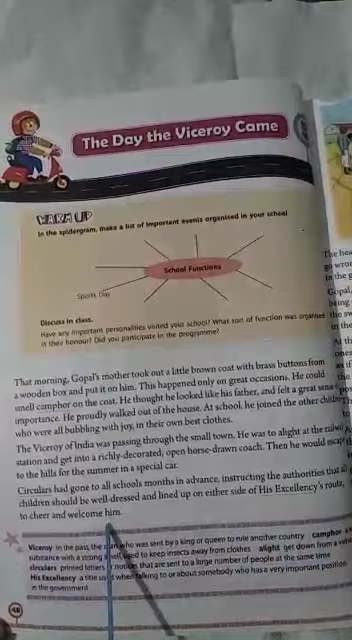 The Day the Viceroy Came
WARM UP
In the spidergram, make a list of important events organised in your school
School Functions
Sports Day
Discuss in class.
Have any important personalities visited your school? What sort of function was organised
in their honour? Did you participate in the programme?
That morning, Gopal's mother took out a little brown coat with brass buttons from
a wooden box and put it on him. This happened only on great occasions. He could
smell camphor on the coat. He thought he looked like his father, and felt a great sense
importance. He proudly walked out of the house. At school, he joined the other children
who were all bubbling with joy, in their own best clothes.
The Viceroy of India was passing through the small town. He was to alight at the
station and get into a richly-decorated, open horse-drawn coach. Then he would
to the hills for the summer in a special car.
Circulars had gone to all schools months in advance, instructing the authorities that all
children should be well-dressed and lined up on either side of His Excellency's route,
to cheer and welcome him.
Viceroy in the past, the man who was sent by a king or queen to rule another country camphor
substance with a strong smell, used to keep insects away from clothes alight get down from a
circulars printed letters or notices that are sent to a large number of people at the same time
His Excellency a title used when talking to or about somebody who has a very important position
in the government
The
Gopal,
being